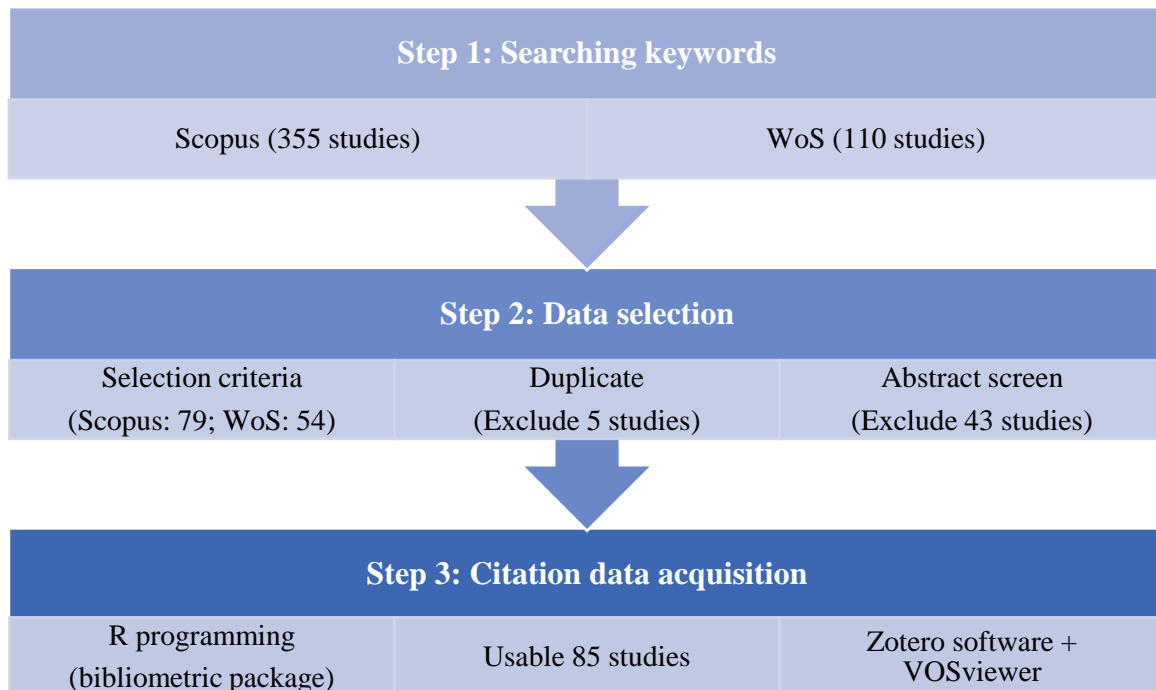 Step 1: Searching keywords
Scopus (355 studies)
WoS (110 studies)
Step 2: Data selection
Selection criteria
(Scopus: 79; WoS: 54)
Duplicate
(Exclude 5 studies)
Abstract screen
(Exclude 43 studies)
Step 3: Citation data acquisition
R programming
(bibliometric package)
Usable 85 studies
Zotero software +
VOSviewer